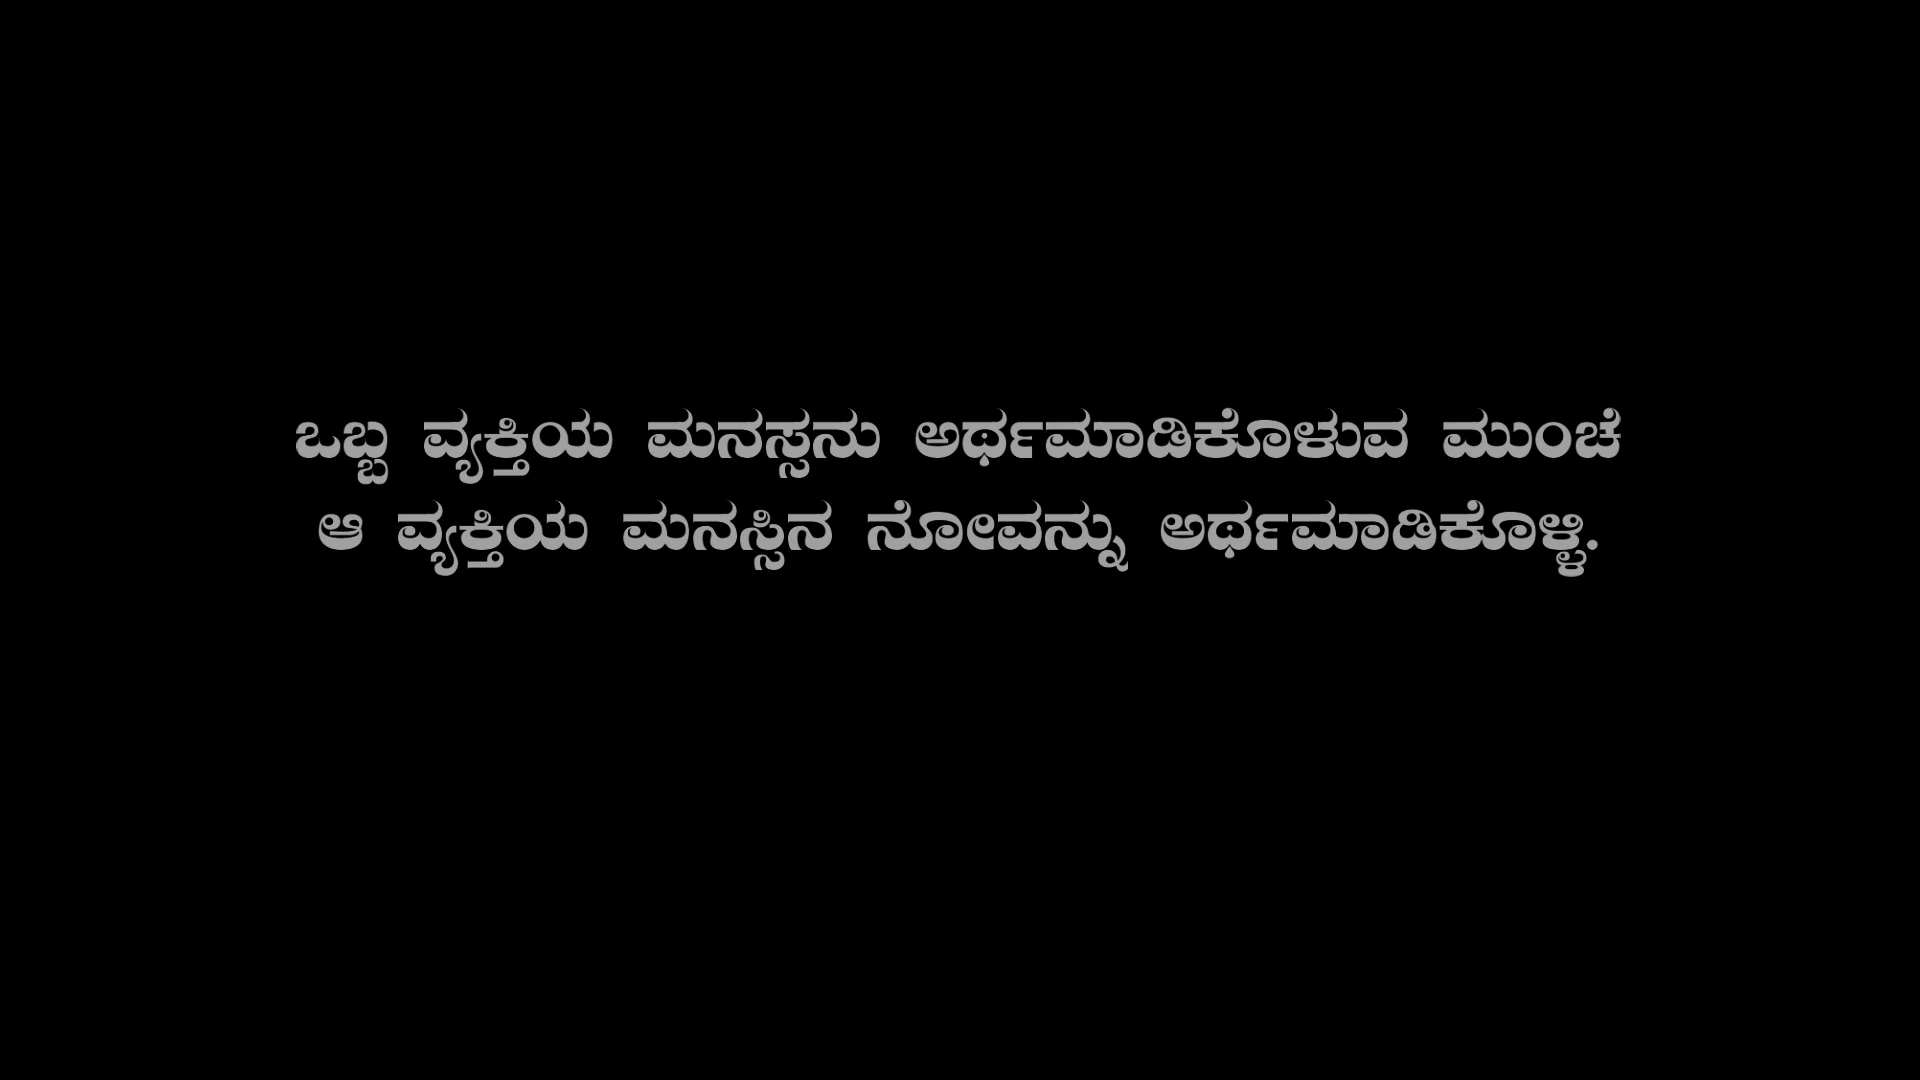 ಒಬ್ಬ ವ್ಯಕ್ತಿಯ ಮನಸ್ಸನು ಅರ್ಥಮಾಡಿಕೊಳುವ ಮುಂಚೆ
ಆ ವ್ಯಕ್ತಿಯ ಮನಸ್ಸಿನ ನೋವನ್ನು ಅರ್ಥಮಾಡಿಕೊಳ್ಳಿ.